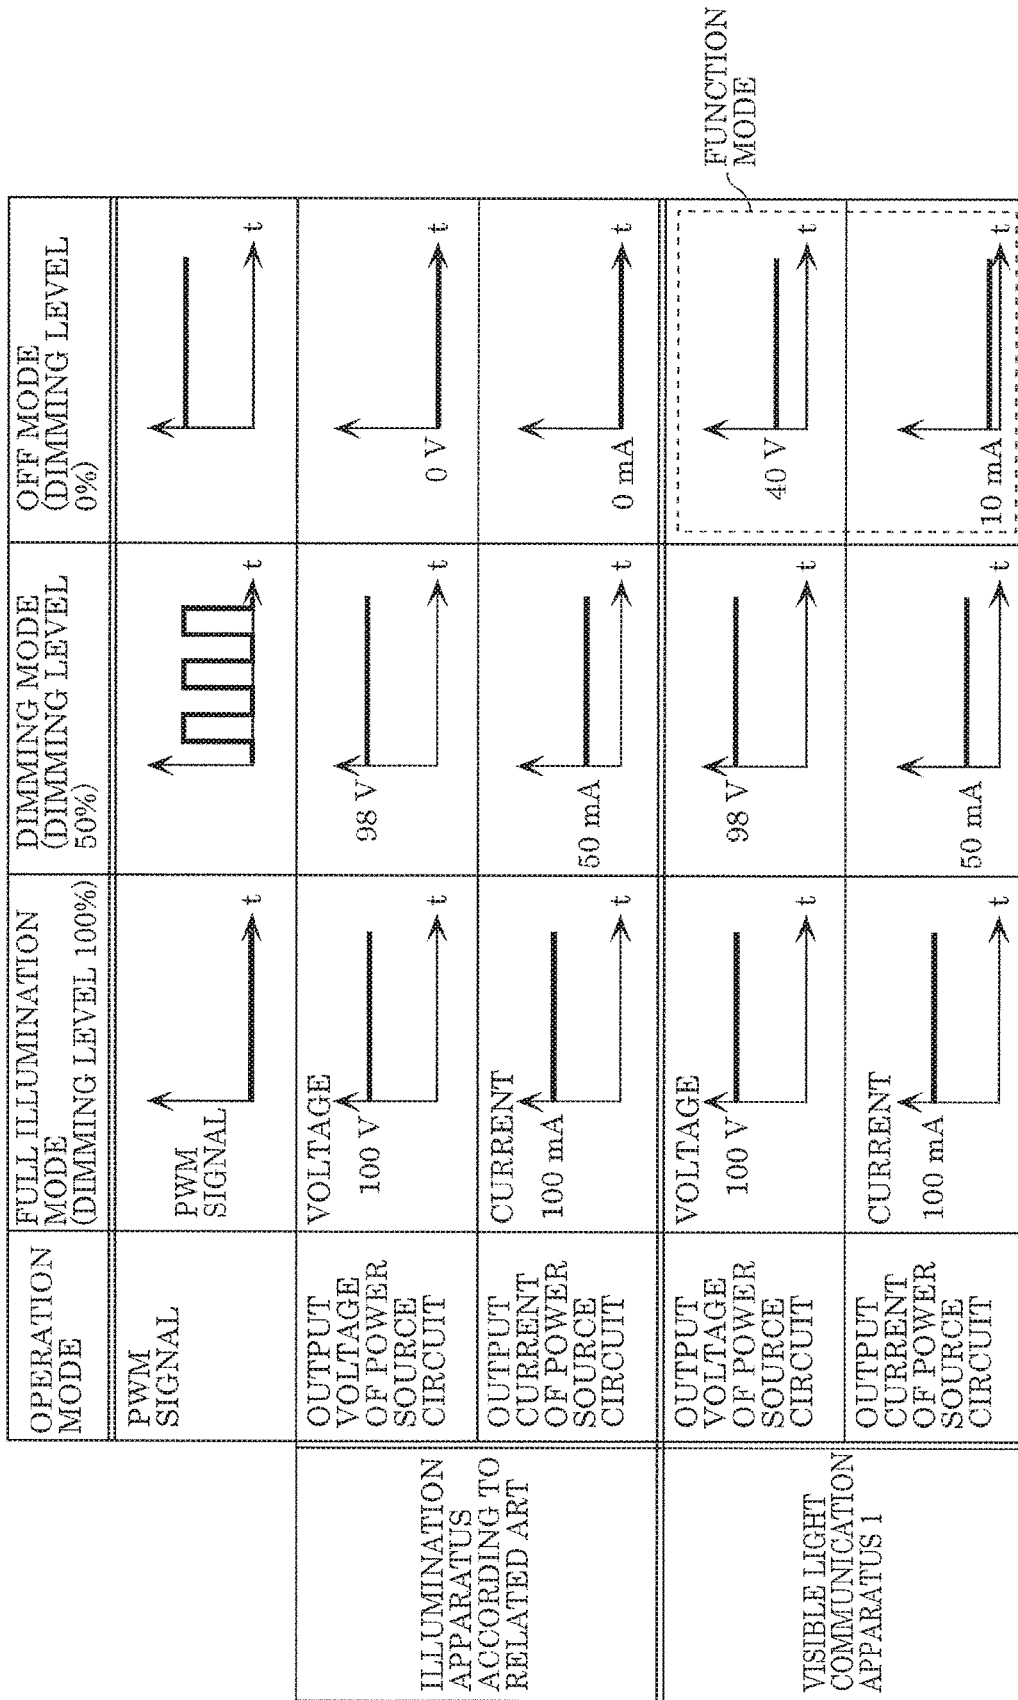 OPERATION
MODE
FULL ILLUMINATION
MODE
(DIMMING LEVEL 100%)
DIMMING MODE
(DIMMING LEVEL
50%)
OFF MODE
(DIMMING LEVEL
0%)
PWM
SIGNAL
PWM
SIGNAL
t
t
t
ILLUMINATION
APPARATUS
ACCORDING TO
RELATED ART
OUTPUT
VOLTAGE
OF POWER
SOURCE
CIRCUIT
VOLTAGE
100 V
t
98 V
t
0 V
t
OUTPUT
CURRENT
OF POWER
SOURCE
CIRCUIT
CURRENT
100 mA
t
50 mA
t
0 mA
t
VISIBLE LIGHT
COMMUNICATION
APPARATUS 1
OUTPUT
VOLTAGE
OF POWER
SOURCE
CIRCUIT
VOLTAGE
100 V
t
98 V
t
40 V
t
FUNCTION
MODE
OUTPUT
CURRENT
OF POWER
SOURCE
CIRCUIT
CURRENT
100 mA
t
50 mA
t
10 mA
t